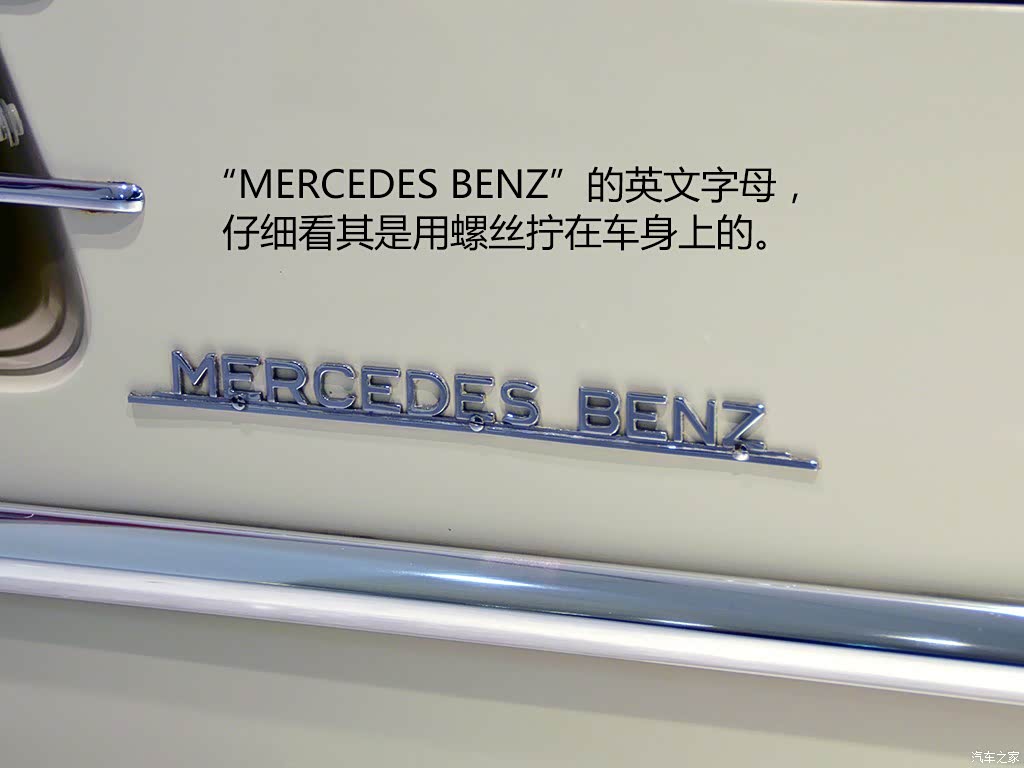 “MERCEDES BENZ”的英文字母，
仔细看其是用螺丝拧在车身上的。
MERCEDES BENZ
汽车之家